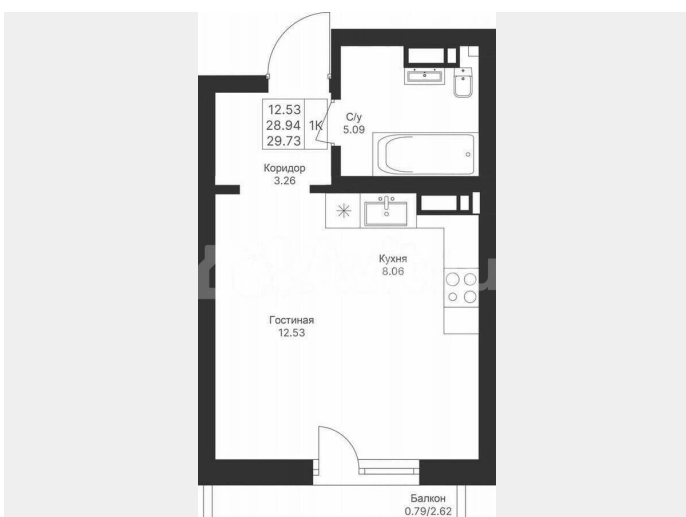 12.53
28.94 1К
29.73
С/у
5.09
Коридор
3.26
Кухня
8.06
Гостиная
12.53
Балкон
0.79/2.62